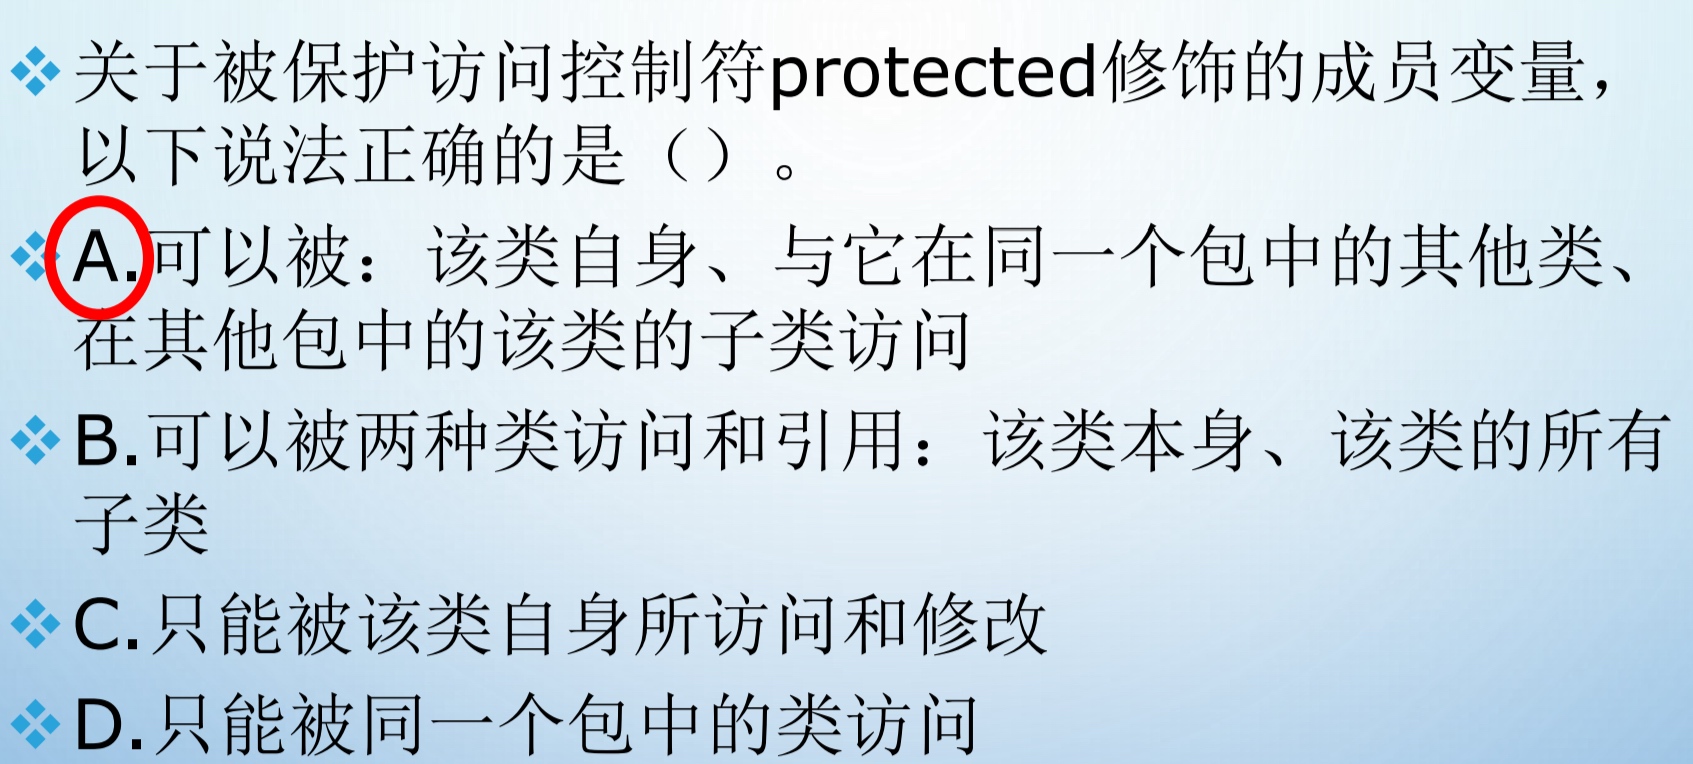 关于被保护访问控制符protected修饰的成员变量，
以下说法正确的是（）。
A.可以被：该类自身、与它在同一个包中的其他类、
在其他包中的该类的子类访问
B.可以被两种类访问和引用：该类本身、该类的所有
子类
C.只能被该类自身所访问和修改
D.只能被同一个包中的类访问